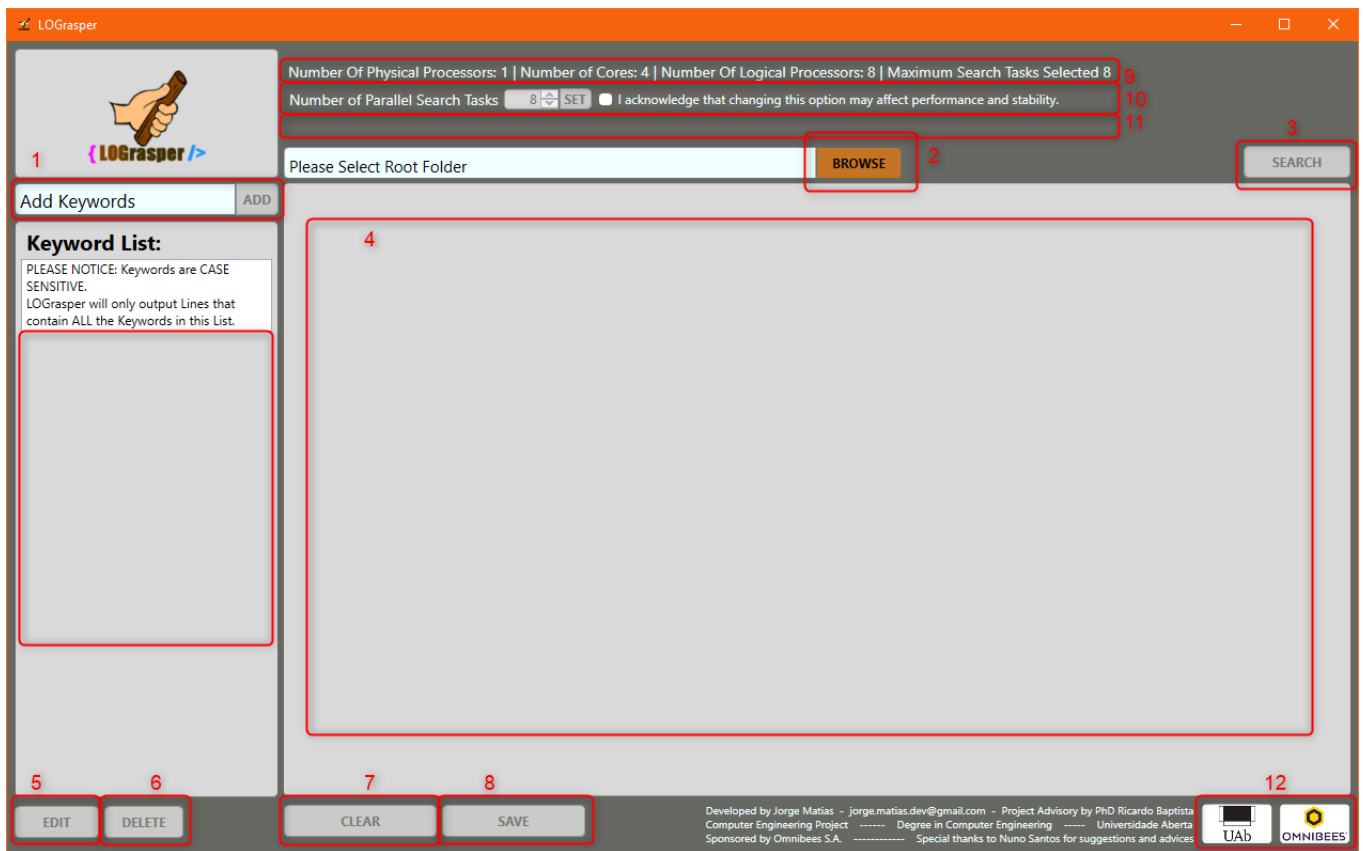 LOGrasper
Number Of Physical Processors: 1 | Number of Cores: 4 | Number Of Logical Processors: 8 | Maximum Search Tasks Selected 8
9
Number of Parallel Search Tasks 8 SET I acknowledge that changing this option may affect performance and stability.
10
11
{ LOGrasper />
1
Please Select Root Folder
BROWSE
2
3
SEARCH
Add Keywords
ADD
4
Keyword List:
PLEASE NOTICE: Keywords are CASE
SENSITIVE.
LOGrasper will only output Lines that
contain ALL the Keywords in this List.
5
6
7
8
12
EDIT
DELETE
CLEAR
SAVE
Developed by Jorge Matias - jorge.matias.dev@gmail.com - Project Advisory by PhD Ricardo Baptista
Computer Engineering Project ------ Degree in Computer Engineering ----- Universidade Aberta
Sponsored by Omnibees S.A. ------------ Special thanks to Nuno Santos for suggestions and advices
UAb
OMNIBEES